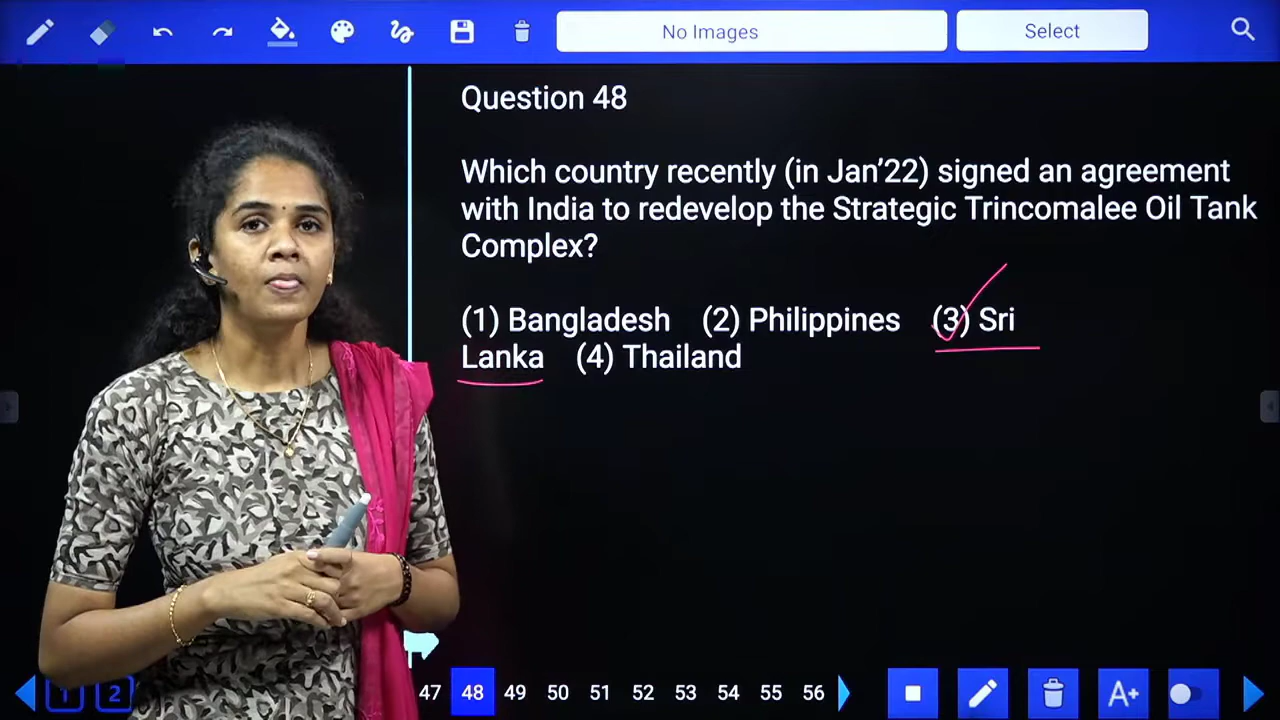 No Images
Select
Question 48
Which country recently (in Jan'22) signed an agreement
with India to redevelop the Strategic Trincomalee Oil Tank
Complex?
(1) Bangladesh (2) Philippines (3) Sri
Lanka (4) Thailand
1 2 47 48 49 50 51 52 53 54 55 56
A+